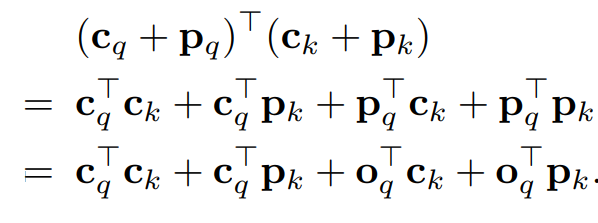 (c_q + p_q)^⊤(c_k + p_k)
= c_q^⊤c_k + c_q^⊤p_k + p_q^⊤c_k + p_q^⊤p_k
= c_q^⊤c_k + c_q^⊤p_k + o_q^⊤c_k + o_q^⊤p_k.